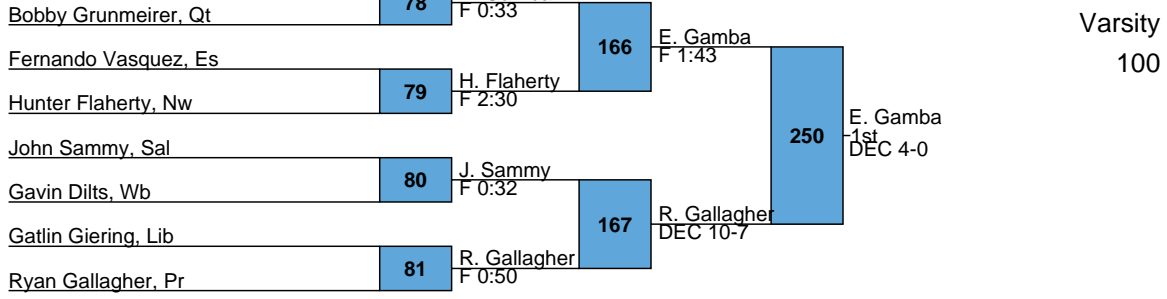 78
F 0:33
Bobby Grunmeirer, Qt
Varsity
100
166
E. Gamba
F 1:43
Fernando Vasquez, Es
79
H. Flaherty
F 2:30
Hunter Flaherty, Nw
250
E. Gamba
1st
DEC 4-0
John Sammy, Sal
80
J. Sammy
F 0:32
Gavin Dilts, Wb
167
R. Gallagher
DEC 10-7
Gatlin Giering, Lib
81
R. Gallagher
F 0:50
Ryan Gallagher, Pr